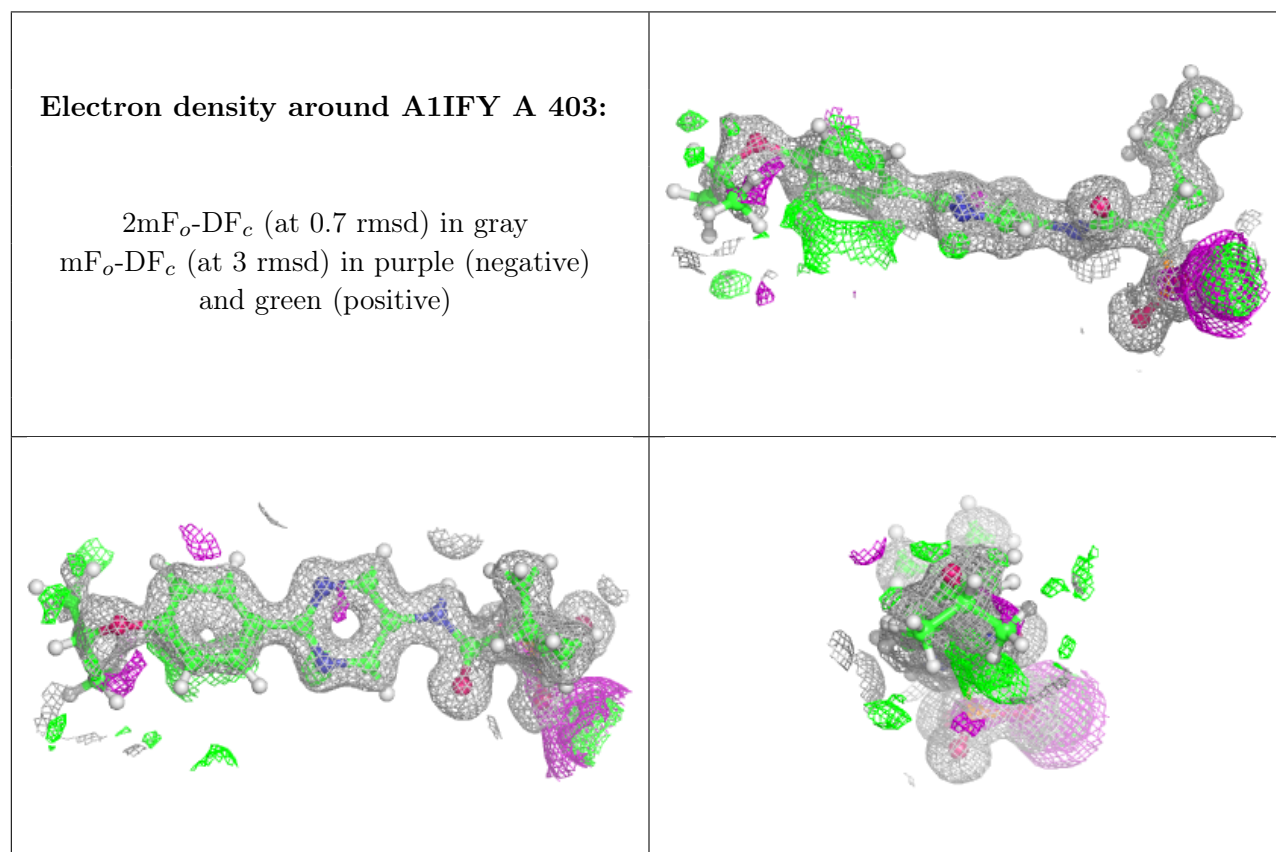 Electron density around A1IFY A 403:
2mFₒ-DF𝒸 (at 0.7 rmsd) in gray
mFₒ-DF𝒸 (at 3 rmsd) in purple (negative)
and green (positive)